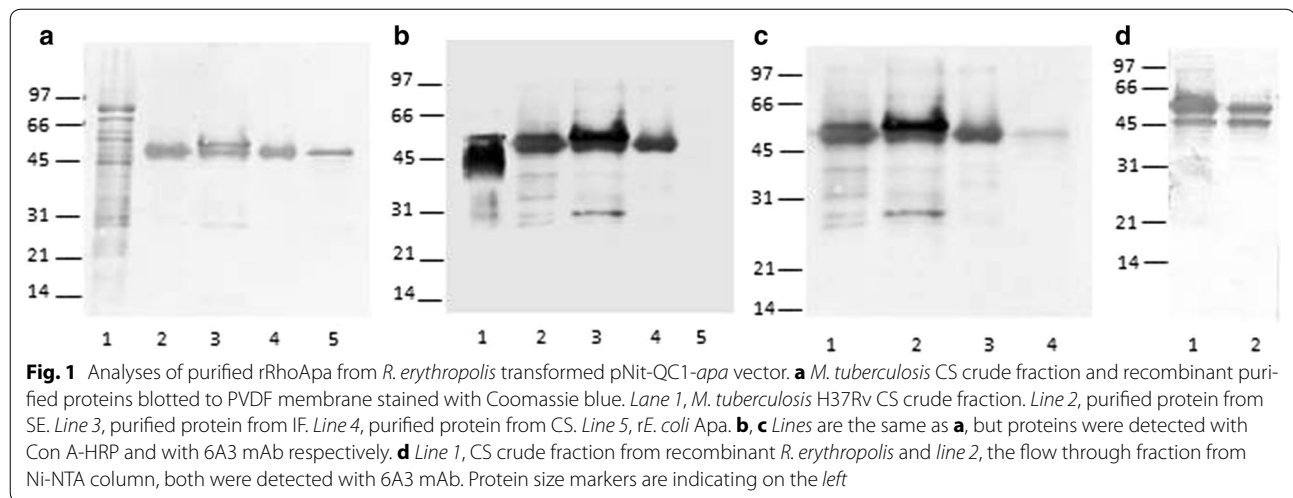 a b c d
97 66 45 31 21 14
97 66 45 31 21 14
97 66 45 31 21 14
97 66 45 31 21 14
1 2 3 4 5
1 2 3 4 5
1 2 3 4
1 2
Fig. 1 Analyses of purified rRhoApa from R. erythropolis transformed pNit-QC1-apa vector. a M. tuberculosis CS crude fraction and recombinant puri-
fied proteins blotted to PVDF membrane stained with Coomassie blue. Lane 1, M. tuberculosis H37Rv CS crude fraction. Line 2, purified protein from
SE. Line 3, purified protein from IF. Line 4, purified protein from CS. Line 5, rE. coli Apa. b, c Lines are the same as a, but proteins were detected with
Con A-HRP and with 6A3 mAb respectively. d Line 1, CS crude fraction from recombinant R. erythropolis and line 2, the flow through fraction from
Ni-NTA column, both were detected with 6A3 mAb. Protein size markers are indicating on the left